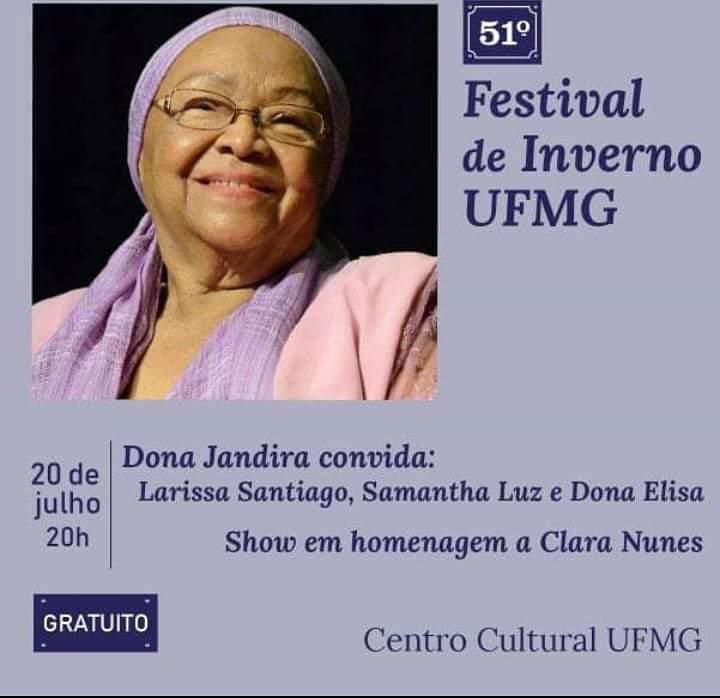 51º
Festival
de Inverno
UFMG
20 de
julho
20h
Dona Jandira convida:
Larissa Santiago, Samantha Luz e Dona Elisa
Show em homenagem a Clara Nunes
GRATUITO
Centro Cultural UFMG